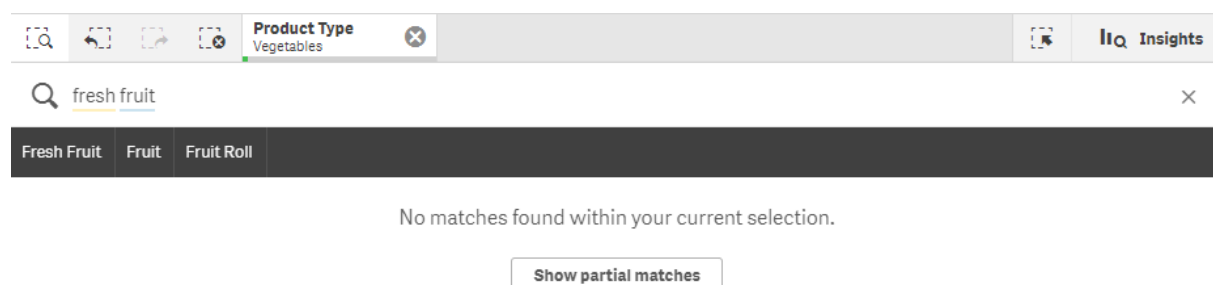 Product Type
Vegetables
Insights
fresh fruit
Fresh Fruit Fruit Fruit Roll
No matches found within your current selection.
Show partial matches